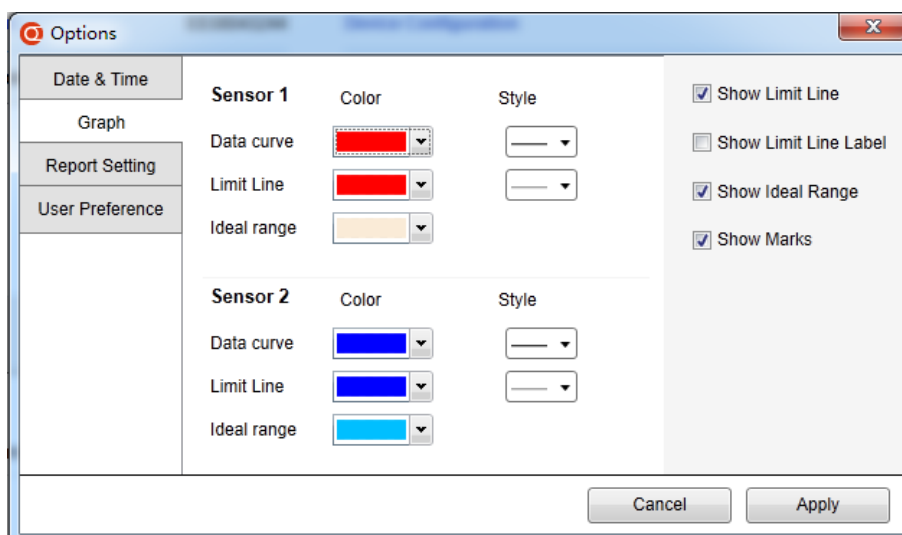 Options
Date & Time
Graph
Report Setting
User Preference
Sensor 1 Color Style
Data curve
Limit Line
Ideal range
Sensor 2 Color Style
Data curve
Limit Line
Ideal range
Show Limit Line
Show Limit Line Label
Show Ideal Range
Show Marks
Cancel Apply